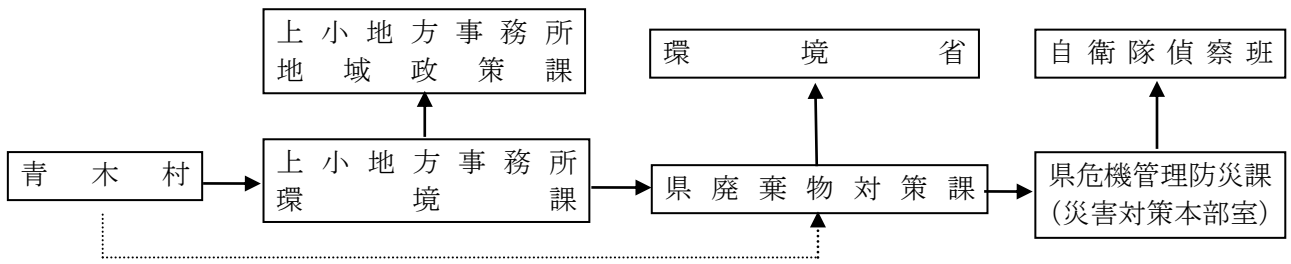 上小地方事務所
地域政策課
環境省
自衛隊偵察班
青木村
上小地方事務所
環境課
県廃棄物対策課
県危機管理防災課
（災害対策本部室）